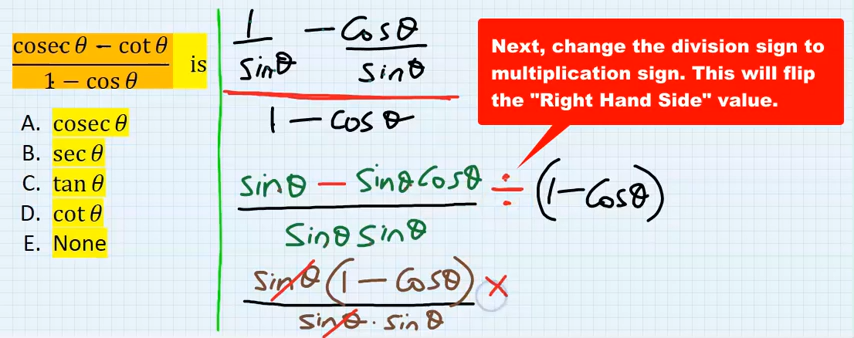 cosec θ − cot θ
1 − cos θ
is
A. cosec θ
B. sec θ
C. tan θ
D. cot θ
E. None
1/sinθ − cosθ/sinθ
1 − cosθ
sinθ − sinθ cosθ ÷ (1 − cosθ)
sinθ sinθ
sinθ (1 − cosθ) ×
sinθ · sinθ
Next, change the division sign to
multiplication sign. This will flip
the "Right Hand Side" value.